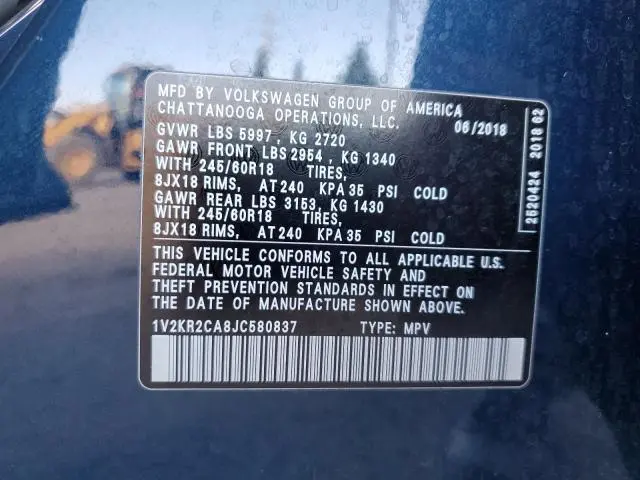 MFD BY VOLKSWAGEN GROUP OF AMERICA
CHATTANOOGA OPERATIONS, LLC. 06/2018
GVWR LBS 5997 , KG 2720
GAWR FRONT LBS 2954 , KG 1340
WITH 245/60R18 TIRES,
8JX18 RIMS, AT 240 KPA 35 PSI COLD
GAWR REAR LBS 3153, KG 1430
WITH 245/60R18 TIRES,
8JX18 RIMS, AT 240 KPA 35 PSI COLD
THIS VEHICLE CONFORMS TO ALL APPLICABLE U.S.
FEDERAL MOTOR VEHICLE SAFETY AND
THEFT PREVENTION STANDARDS IN EFFECT ON
THE DATE OF MANUFACTURE SHOWN ABOVE.
1V2KR2CA8JC580837 TYPE: MPV
2520424 2018 62